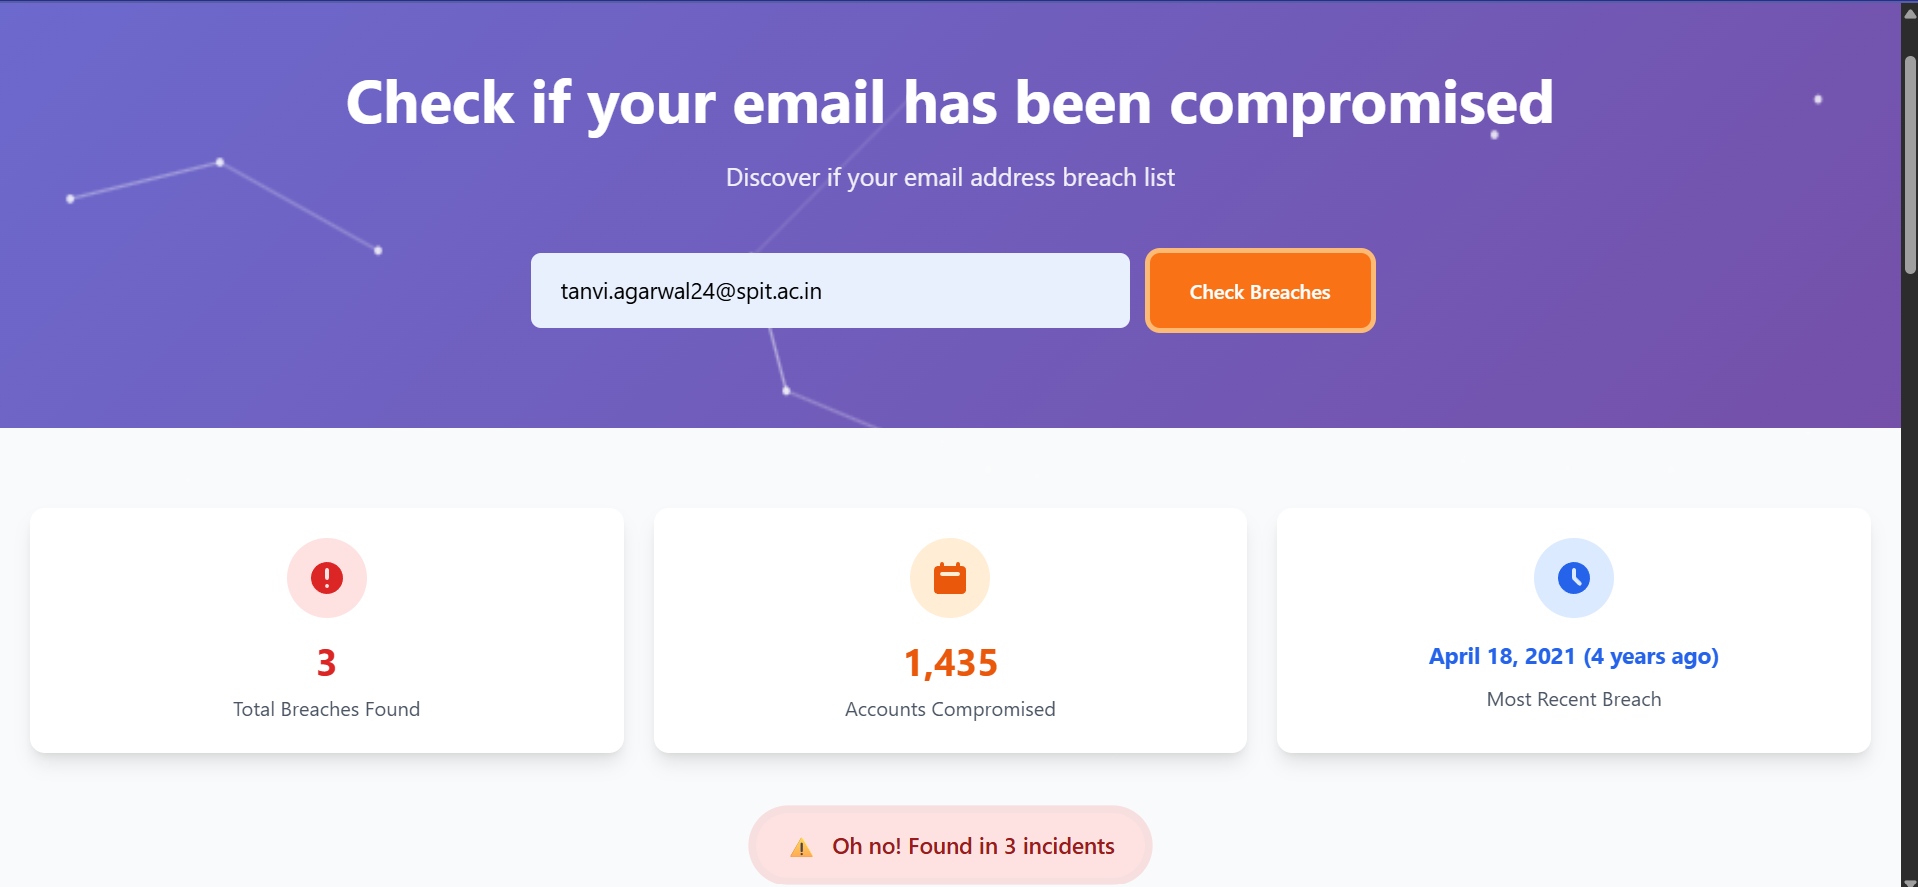 Check if your email has been compromised
Discover if your email address breach list
tanvi.agarwal24@spit.ac.in
Check Breaches
3
Total Breaches Found
1,435
Accounts Compromised
April 18, 2021 (4 years ago)
Most Recent Breach
Oh no! Found in 3 incidents